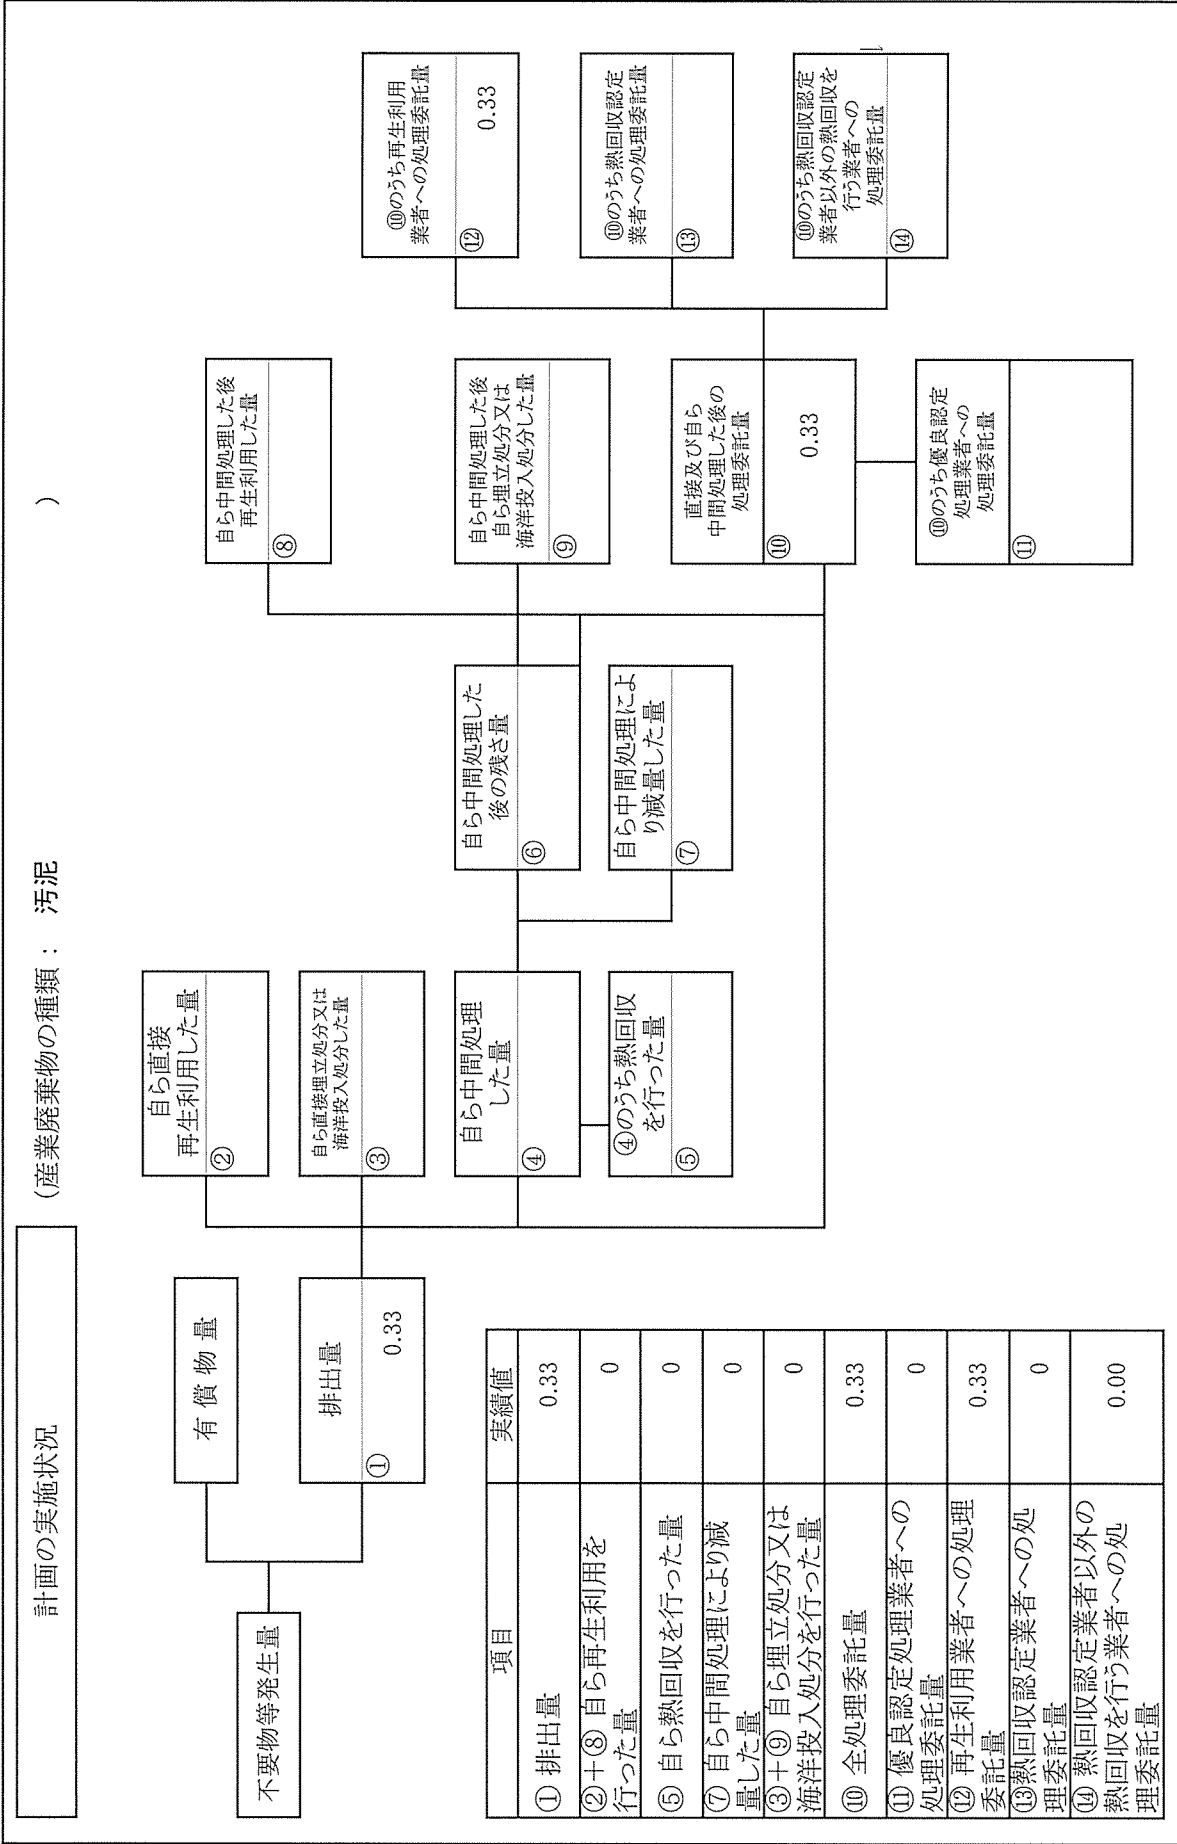 計画の実施状況
(産業廃棄物の種類： 汚泥 )
不要物等発生量
有償物量
排出量
①
0.33
自ら直接
再生利用した量
②
自ら直接埋立処分又は
海洋投入処分した量
③
自ら中間処理
した量
④
④のうち熱回収
を行った量
⑤
自ら中間処理した
後の残さ量
⑥
自ら中間処理によ
り減量した量
⑦
自ら中間処理した後
再生利用した量
⑧
自ら中間処理した後
自ら埋立処分又は
海洋投入処分した量
⑨
直接及び自ら
中間処理した後の
処理委託量
⑩
0.33
⑩のうち優良認定
処理業者への
処理委託量
⑪
⑩のうち再生利用
業者への処理委託量
⑫
0.33
⑩のうち熱回収認定
業者への処理委託量
⑬
⑩のうち熱回収認定
業者以外の熱回収を
行う業者への
処理委託量
⑭
項目 実績値
① 排出量 0.33
②＋⑧ 自ら再生利用を
行った量 0
⑤ 自ら熱回収を行った量 0
⑦ 自ら中間処理により減
量した量 0
③＋⑨ 自ら埋立処分又は
海洋投入処分を行った量 0
⑩ 全処理委託量 0.33
⑪ 優良認定処理業者への
処理委託量 0
⑫ 再生利用業者への処理
委託量 0.33
⑬熱回収認定業者への処
理委託量 0
⑭ 熱回収認定業者以外の
熱回収を行う業者への処
理委託量 0.00